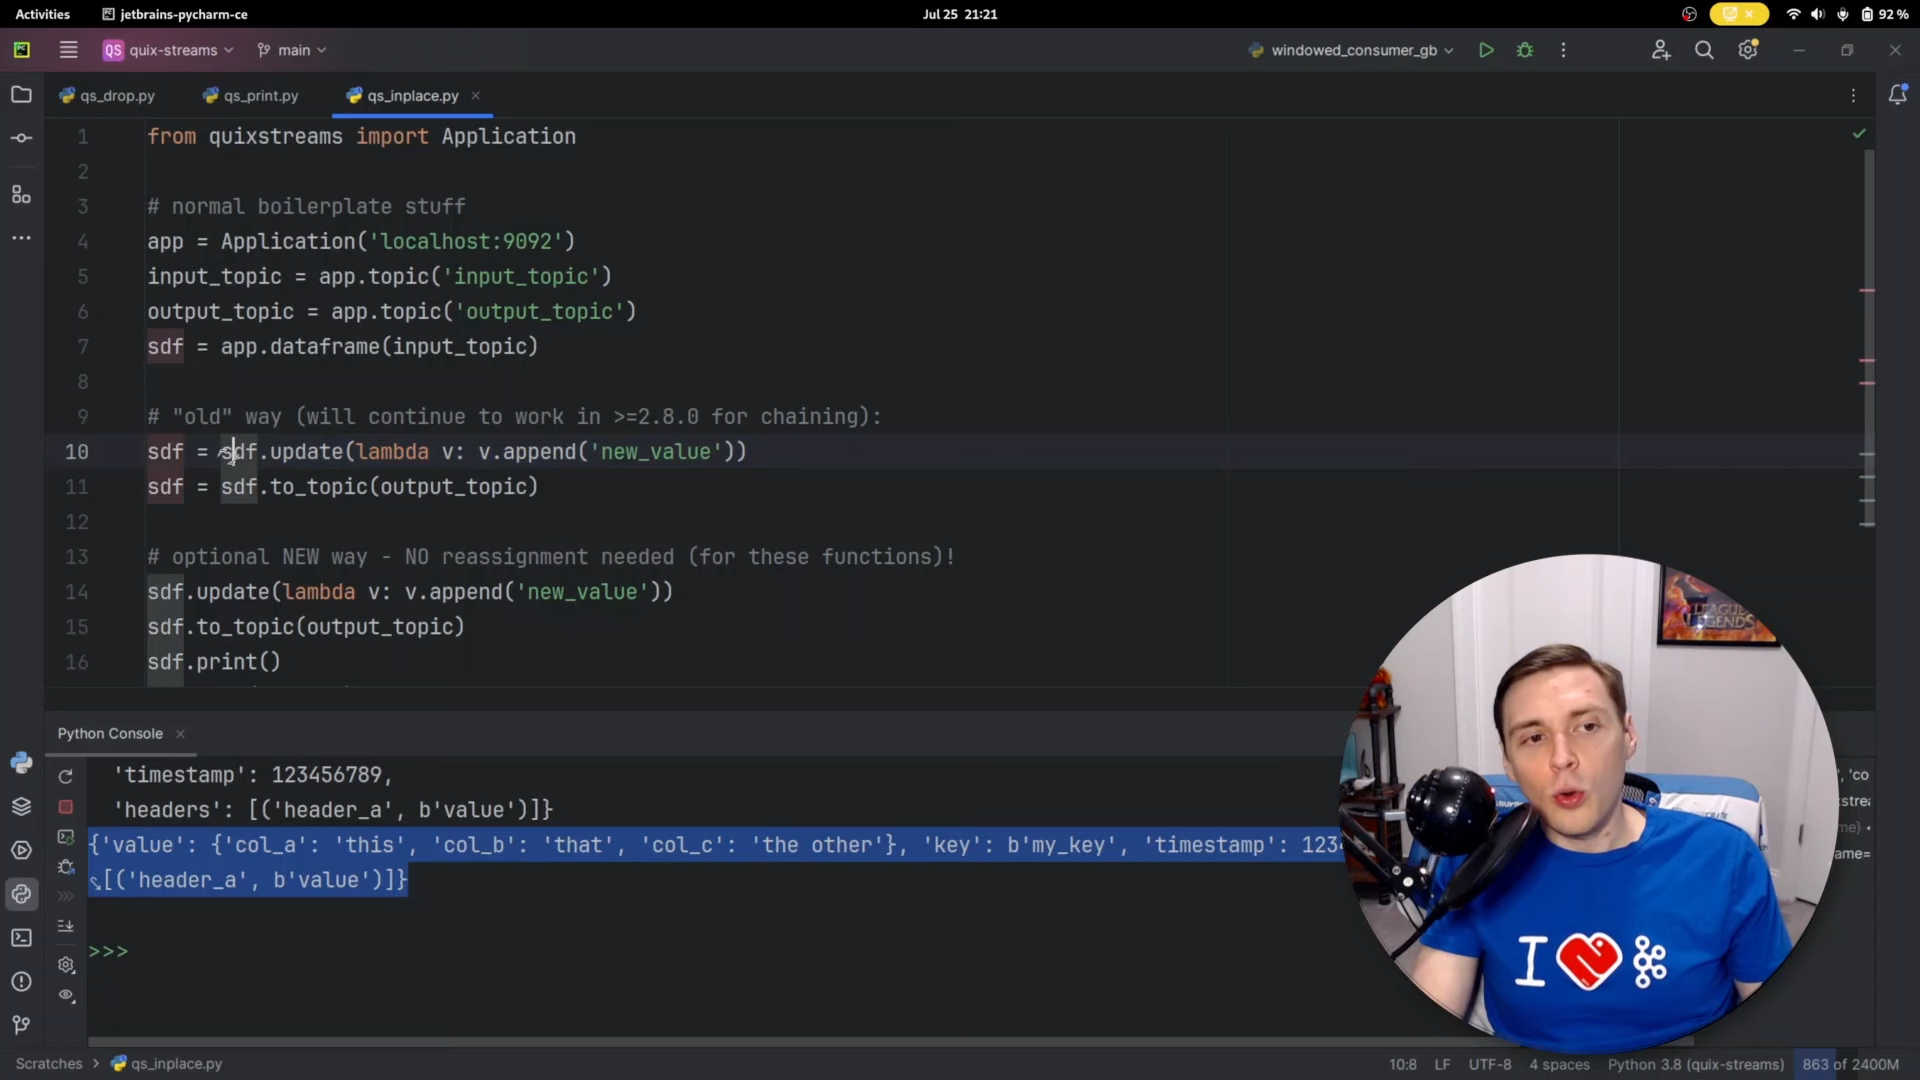 Activities
jetbrains-pycharm-ce
Jul 25 21:21
92 %
QS quix-streams
main
windowed_consumer_gb
qs_drop.py
qs_print.py
qs_inplace.py
1 from quixstreams import Application
2
3 # normal boilerplate stuff
4 app = Application('localhost:9092')
5 input_topic = app.topic('input_topic')
6 output_topic = app.topic('output_topic')
7 sdf = app.dataframe(input_topic)
8
9 # "old" way (will continue to work in >=2.8.0 for chaining):
10 sdf = sdf.update(lambda v: v.append('new_value'))
11 sdf = sdf.to_topic(output_topic)
12
13 # optional NEW way - NO reassignment needed (for these functions)!
14 sdf.update(lambda v: v.append('new_value'))
15 sdf.to_topic(output_topic)
16 sdf.print()
Python Console
'timestamp': 123456789,
'headers': [('header_a', b'value')]}
{'value': {'col_a': 'this', 'col_b': 'that', 'col_c': 'the other'}, 'key': b'my_key', 'timestamp': 123
[('header_a', b'value')]}
>>>
LEAGUE
LEGENDS
I
Scratches > qs_inplace.py
10:8 LF UTF-8 4 spaces Python 3.8 (quix-streams) 863 of 2400M